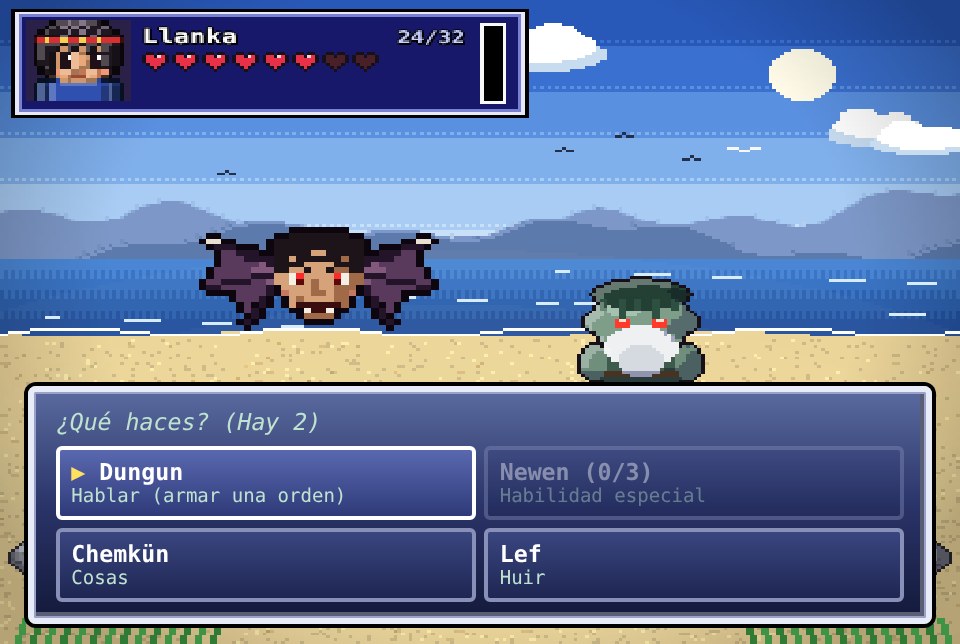 Llanka
24/32
¿Qué haces? (Hay 2)
▶ Dungun
Hablar (armar una orden)
Newen (0/3)
Habilidad especial
Chemkün
Cosas
Lef
Huir